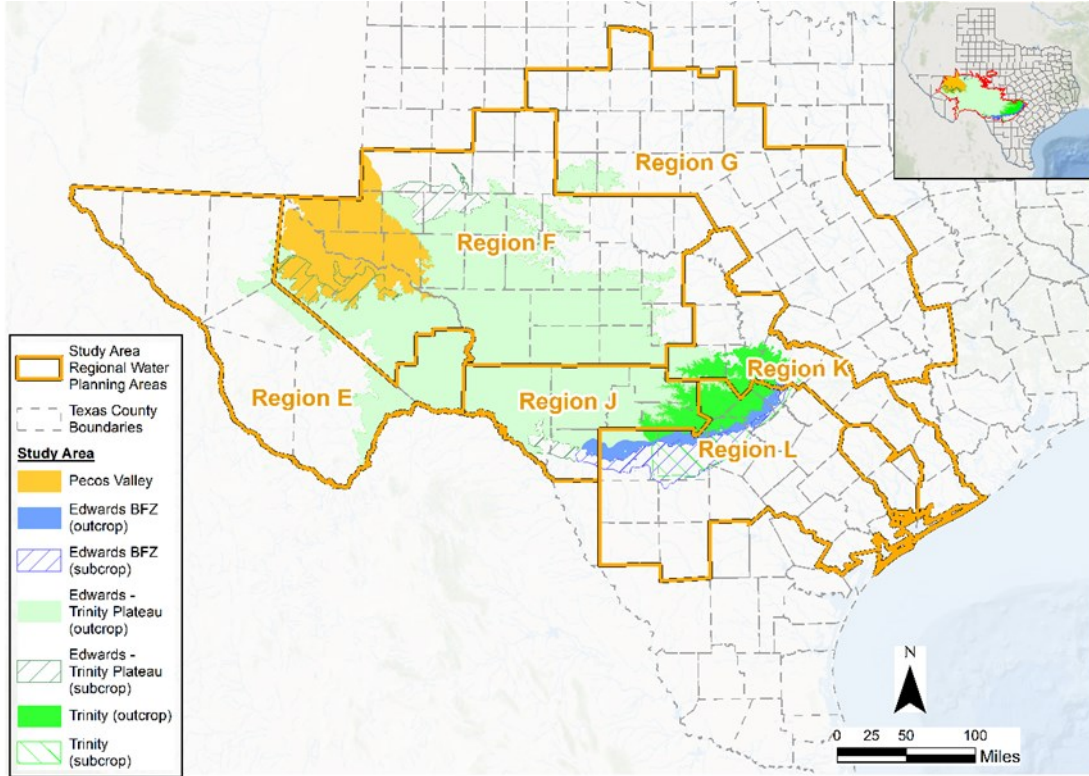 Region G
Region F
Region K
Region E
Region J
Region L
Study Area
Regional Water
Planning Areas
Texas County
Boundaries
Study Area
Pecos Valley
Edwards BFZ
(outcrop)
Edwards BFZ
(subcrop)
Edwards -
Trinity Plateau
(outcrop)
Edwards -
Trinity Plateau
(subcrop)
Trinity (outcrop)
Trinity
(subcrop)
N
0 25 50 100
Miles